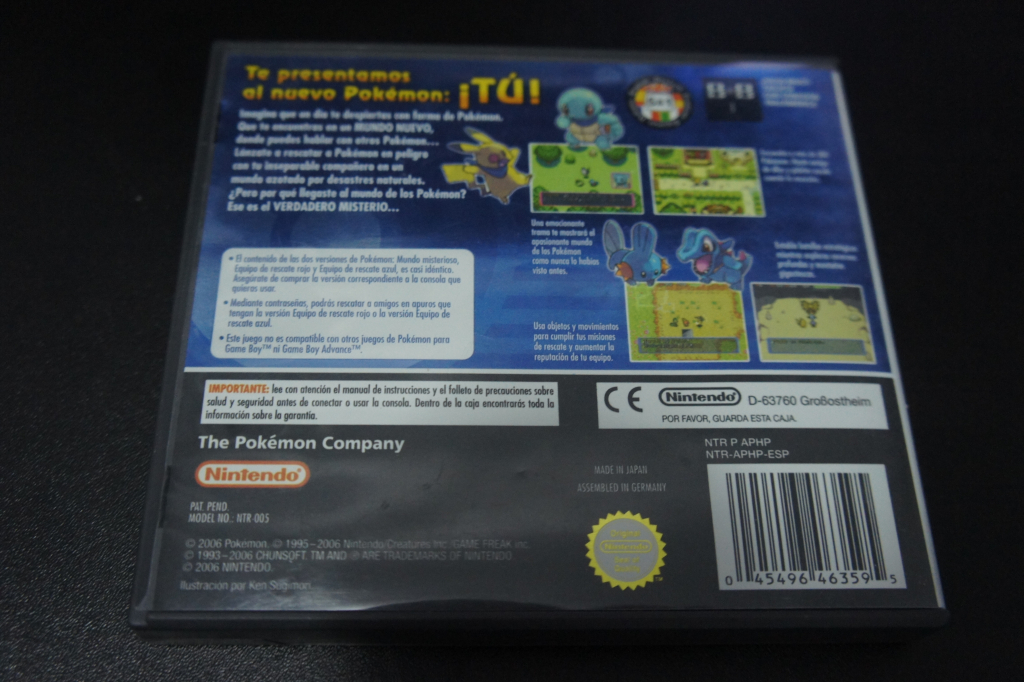 Te presentamos
al nuevo Pokémon: ¡TÚ!
Imagina que un día te despiertas con forma de Pokémon.
Que te encuentras en un MUNDO NUEVO,
donde puedes hablar con otros Pokémon...
Lánzate a rescatar a Pokémon en peligro
con tu inseparable compañero en un
mundo azotado por desastres naturales.
¿Pero por qué llegaste al mundo de los Pokémon?
Ese es el VERDADERO MISTERIO...
Una emocionante
trama te mostrará el
apasionante mundo
de los Pokémon
como nunca lo habías
visto antes.
• El contenido de las dos versiones de Pokémon: Mundo misterioso,
Equipo de rescate rojo y Equipo de rescate azul, es casi idéntico.
Asegúrate de comprar la versión correspondiente a la consola que
quieras usar.
• Mediante contraseñas, podrás rescatar a amigos en apuros que
tengan la versión Equipo de rescate rojo o la versión Equipo de
rescate azul.
• Este juego no es compatible con otros juegos de Pokémon para
Game Boy™ ni Game Boy Advance™.
Usa objetos y movimientos
para cumplir tus misiones
de rescate y aumentar la
reputación de tu equipo.
IMPORTANTE: lee con atención el manual de instrucciones y el folleto de precauciones sobre
salud y seguridad antes de conectar o usar la consola. Dentro de la caja encontrarás toda la
información sobre la garantía.
CE Nintendo® D-63760 Großostheim
POR FAVOR, GUARDA ESTA CAJA.
The Pokémon Company
Nintendo®
NTR P APHP
NTR-APHP-ESP
MADE IN JAPAN
ASSEMBLED IN GERMANY
PAT. PEND.
MODEL NO.: NTR-005
© 2006 Pokémon. © 1995–2006 Nintendo/Creatures Inc./GAME FREAK inc.
© 1993–2006 CHUNSOFT. TM AND ® ARE TRADEMARKS OF NINTENDO.
© 2006 NINTENDO.
Ilustración por Ken Sugimori.
Original
Nintendo
0 45496 46359 5